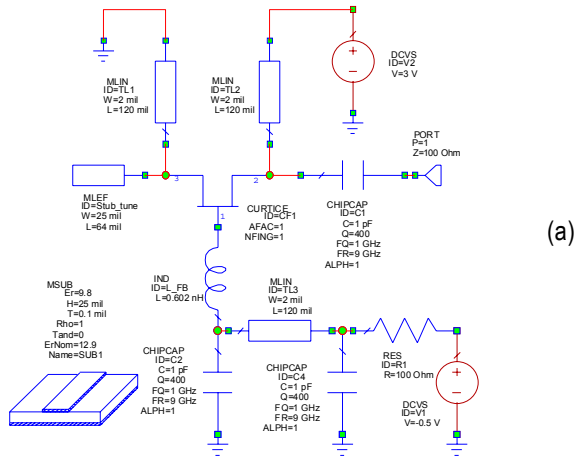 MLIN
ID=TL1
W=2 mil
L=120 mil
MLIN
ID=TL2
W=2 mil
L=120 mil
DCVS
ID=V2
V=3 V
PORT
P=1
Z=100 Ohm
3
2
1
MLEF
ID=Stub_tune
W=25 mil
L=64 mil
CURTICE
ID=CF1
AFAC=1
NFING=1
CHIPCAP
ID=C1
C=1 pF
Q=400
FQ=1 GHz
FR=9 GHz
ALPH=1
(a)
MSUB
Er=9.8
H=25 mil
T=0.1 mil
Rho=1
Tand=0
ErNom=12.9
Name=SUB1
IND
ID=L_FB
L=0.602 nH
MLIN
ID=TL3
W=2 mil
L=120 mil
CHIPCAP
ID=C2
C=1 pF
Q=400
FQ=1 GHz
FR=9 GHz
ALPH=1
CHIPCAP
ID=C4
C=1 pF
Q=400
FQ=1 GHz
FR=9 GHz
ALPH=1
RES
ID=R1
R=100 Ohm
DCVS
ID=V1
V=-0.5 V